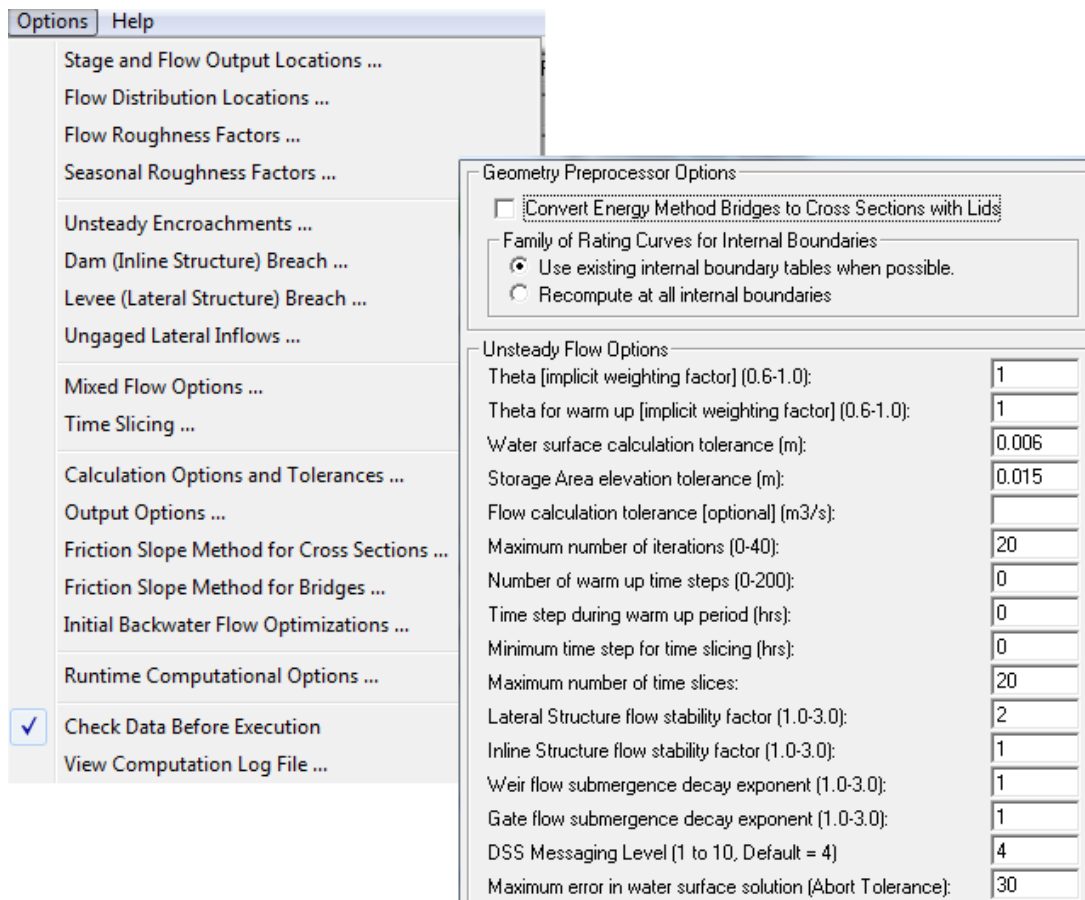 Options Help
Stage and Flow Output Locations ...
Flow Distribution Locations ...
Flow Roughness Factors ...
Seasonal Roughness Factors ...
Unsteady Encroachments ...
Dam (Inline Structure) Breach ...
Levee (Lateral Structure) Breach ...
Ungaged Lateral Inflows ...
Mixed Flow Options ...
Time Slicing ...
Calculation Options and Tolerances ...
Output Options ...
Friction Slope Method for Cross Sections ...
Friction Slope Method for Bridges ...
Initial Backwater Flow Optimizations ...
Runtime Computational Options ...
Check Data Before Execution
View Computation Log File ...
Geometry Preprocessor Options
Convert Energy Method Bridges to Cross Sections with Lids
Family of Rating Curves for Internal Boundaries
Use existing internal boundary tables when possible.
Recompute at all internal boundaries
Unsteady Flow Options
Theta [implicit weighting factor] (0.6-1.0): 1
Theta for warm up [implicit weighting factor] (0.6-1.0): 1
Water surface calculation tolerance (m): 0.006
Storage Area elevation tolerance (m): 0.015
Flow calculation tolerance [optional] (m3/s):
Maximum number of iterations (0-40): 20
Number of warm up time steps (0-200): 0
Time step during warm up period (hrs): 0
Minimum time step for time slicing (hrs): 0
Maximum number of time slices: 20
Lateral Structure flow stability factor (1.0-3.0): 2
Inline Structure flow stability factor (1.0-3.0): 1
Weir flow submergence decay exponent (1.0-3.0): 1
Gate flow submergence decay exponent (1.0-3.0): 1
DSS Messaging Level (1 to 10, Default = 4) 4
Maximum error in water surface solution (Abort Tolerance): 30